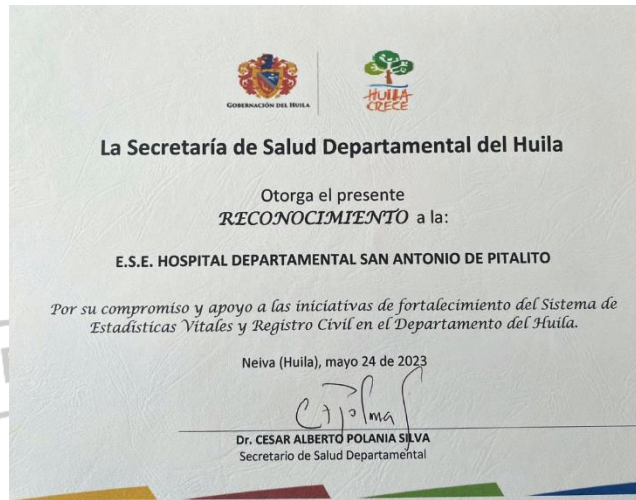 GOBERNACIÓN DEL HUILA
HUILA
CRECE
La Secretaría de Salud Departamental del Huila
Otorga el presente
RECONOCIMIENTO a la:
E.S.E. HOSPITAL DEPARTAMENTAL SAN ANTONIO DE PITALITO
Por su compromiso y apoyo a las iniciativas de fortalecimiento del Sistema de
Estadísticas Vitales y Registro Civil en el Departamento del Huila.
Neiva (Huila), mayo 24 de 2023
Dr. CESAR ALBERTO POLANIA SILVA
Secretario de Salud Departamental